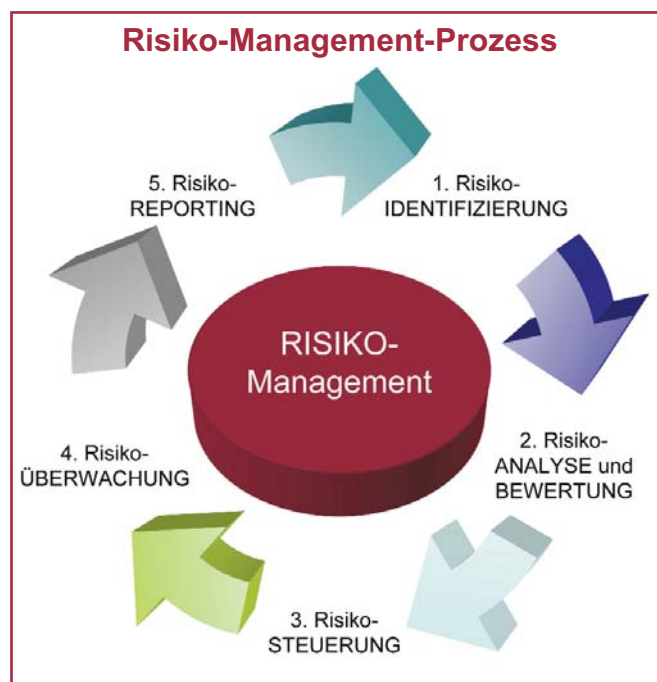 Risiko-Management-Prozess
1. Risiko-
IDENTIFIZIERUNG
2. Risiko-
ANALYSE und
BEWERTUNG
3. Risiko-
STEUERUNG
4. Risiko-
ÜBERWACHUNG
5. Risiko-
REPORTING
RISIKO-
Management